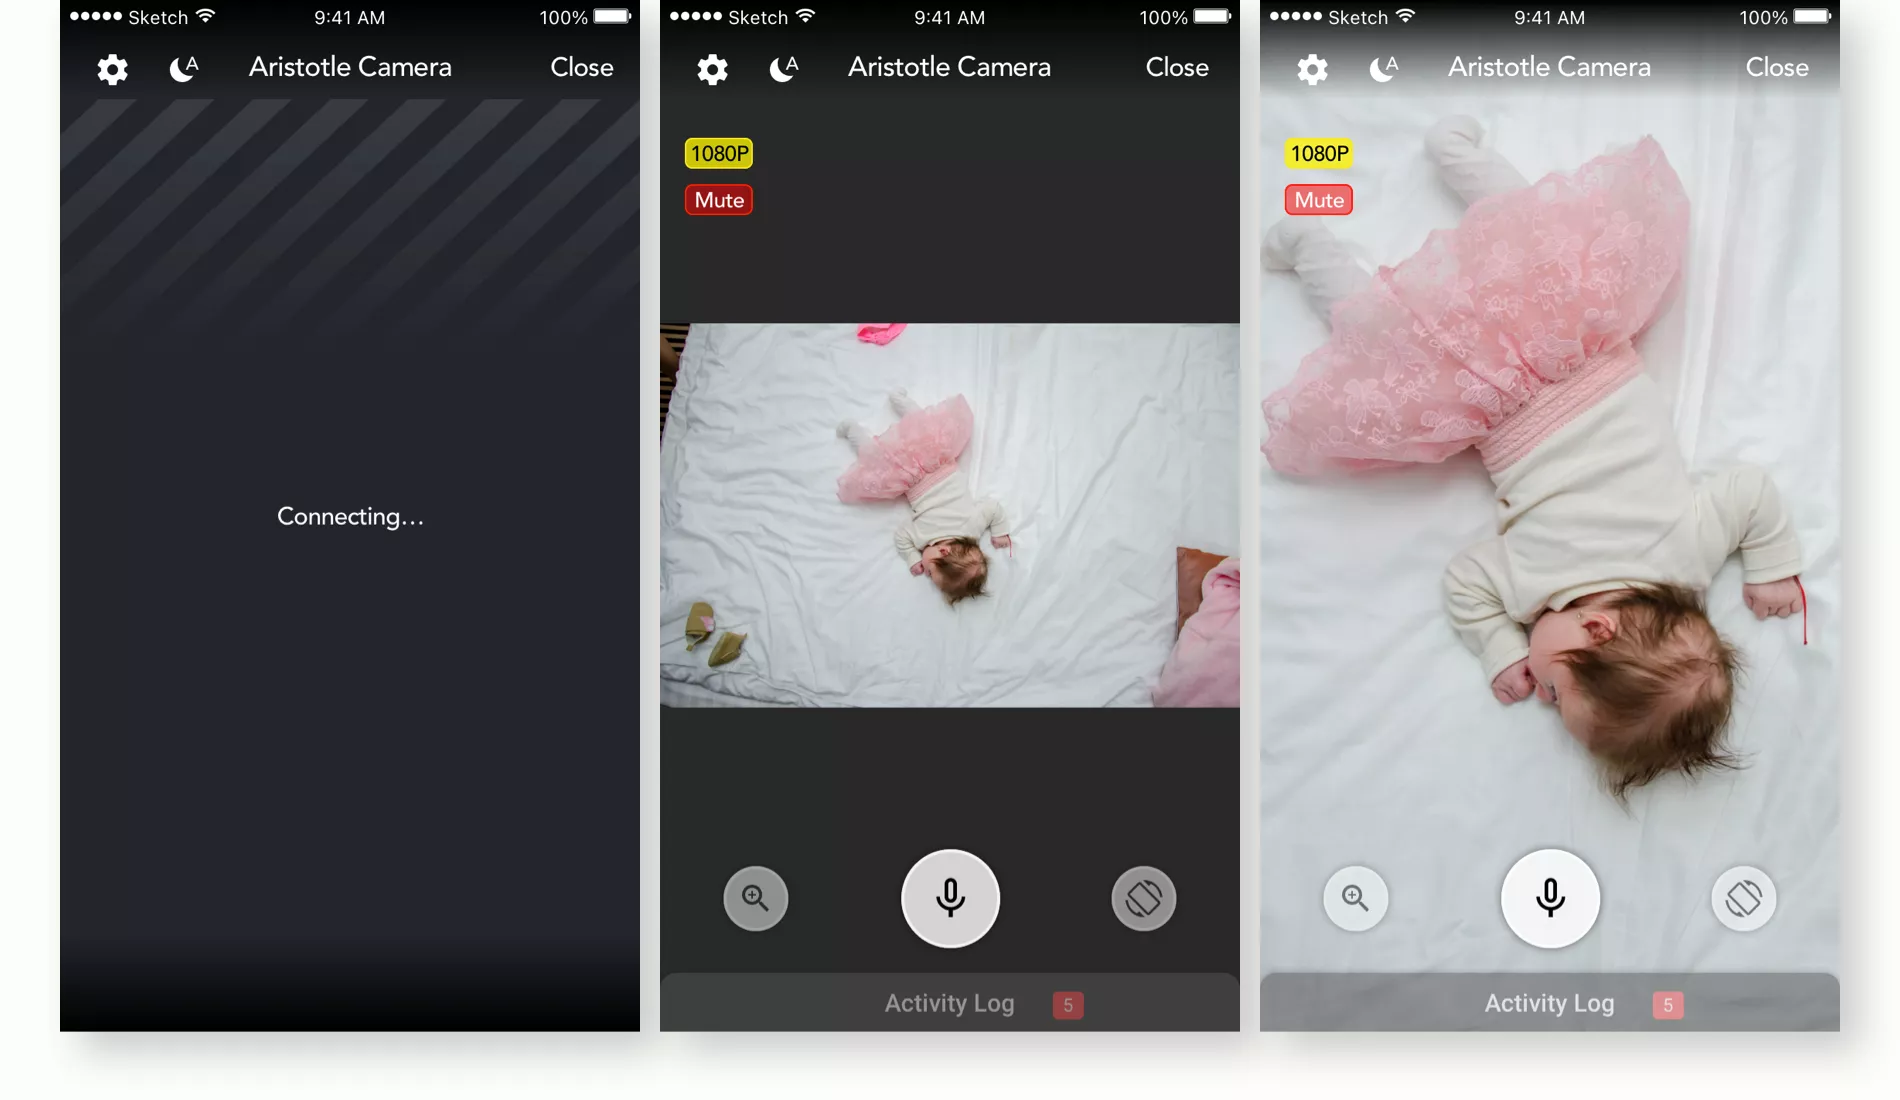 Sketch 9:41 AM 100%
A Aristotle Camera Close
Connecting...
Sketch 9:41 AM 100%
A Aristotle Camera Close
1080P
Mute
Activity Log 5
Sketch 9:41 AM 100%
A Aristotle Camera Close
1080P
Mute
Activity Log 5